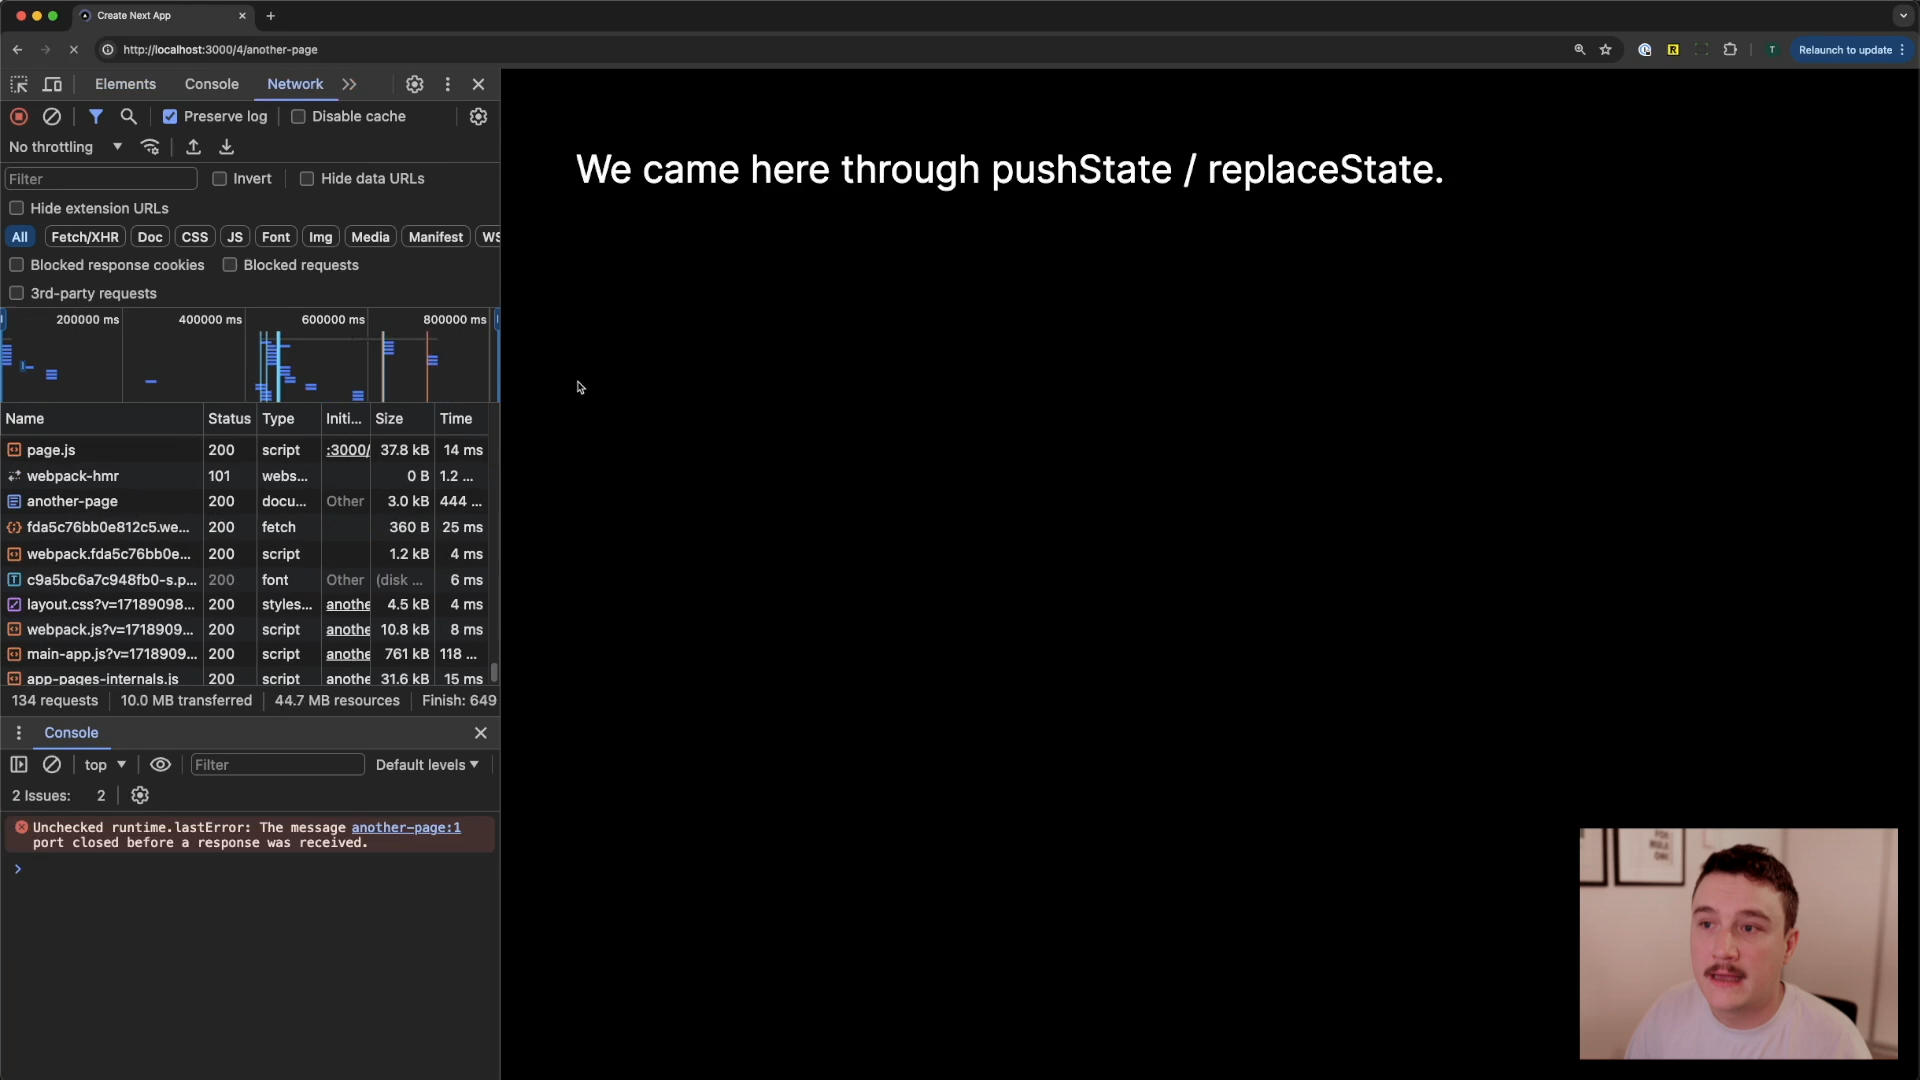 Create Next App
http://localhost:3000/4/another-page
R
T
Relaunch to update
Elements
Console
Network
Preserve log
Disable cache
No throttling
Filter
Invert
Hide data URLs
Hide extension URLs
All
Fetch/XHR
Doc
CSS
JS
Font
Img
Media
Manifest
WS
Blocked response cookies
Blocked requests
3rd-party requests
200000 ms
400000 ms
600000 ms
800000 ms
Name Status Type Initi... Size Time
page.js 200 script :3000/ 37.8 kB 14 ms
webpack-hmr 101 webs... 0 B 1.2 ...
another-page 200 docu... Other 3.0 kB 444 ...
fda5c76bb0e812c5.we... 200 fetch 360 B 25 ms
webpack.fda5c76bb0e... 200 script 1.2 kB 4 ms
c9a5bc6a7c948fb0-s.p... 200 font Other (disk ... 6 ms
layout.css?v=17189098... 200 styles... anothe 4.5 kB 4 ms
webpack.js?v=1718909... 200 script anothe 10.8 kB 8 ms
main-app.js?v=1718909... 200 script anothe 761 kB 118 ...
app-pages-internals.js 200 script anothe 31.6 kB 15 ms
134 requests
10.0 MB transferred
44.7 MB resources
Finish: 649
Console
top
Filter
Default levels
2 Issues: 2
Unchecked runtime.lastError: The message another-page:1
port closed before a response was received.
We came here through pushState / replaceState.